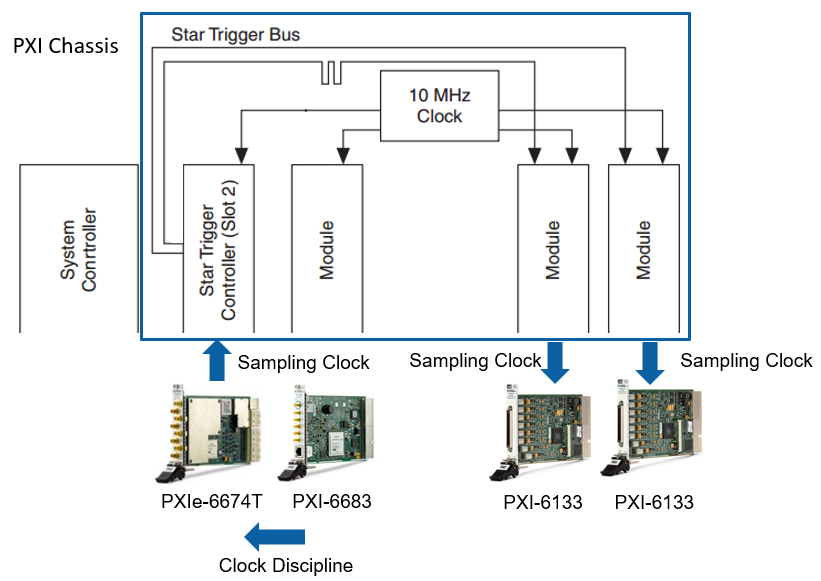 PXI Chassis
Star Trigger Bus
10 MHz
Clock
System
Conrtroller
Star Trigger
Controller (Slot 2)
Module
Module
Module
Sampling Clock
Sampling Clock
Sampling Clock
PXIe-6674T
PXI-6683
PXI-6133
PXI-6133
Clock Discipline